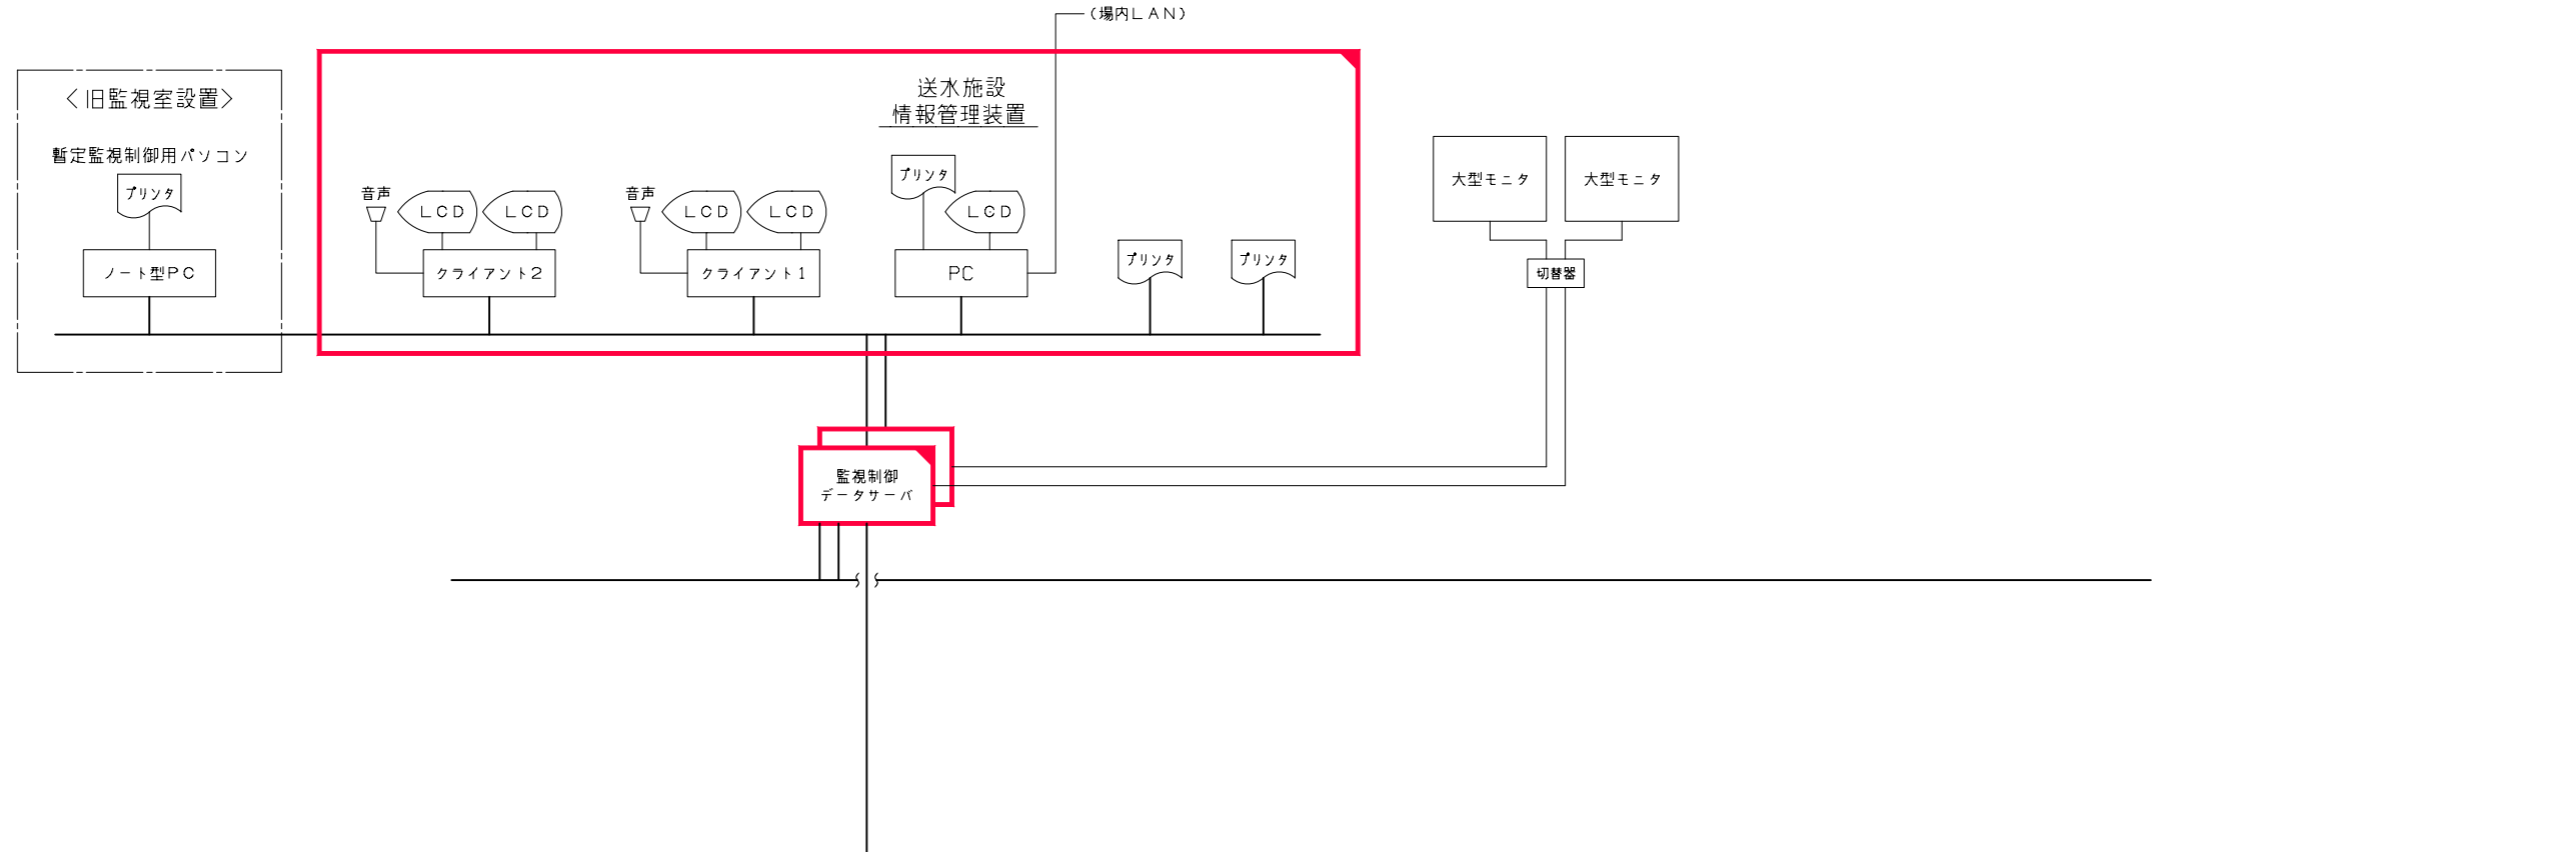 (場内LAN)
<旧監視室設置>
暫定監視制御用パソコン
プリンタ
ノート型PC
音声
LCD
LCD
クライアント2
音声
LCD
LCD
クライアント1
送水施設
情報管理装置
プリンタ
LCD
PC
プリンタ
プリンタ
大型モニタ
大型モニタ
切替器
監視制御
データサーバ